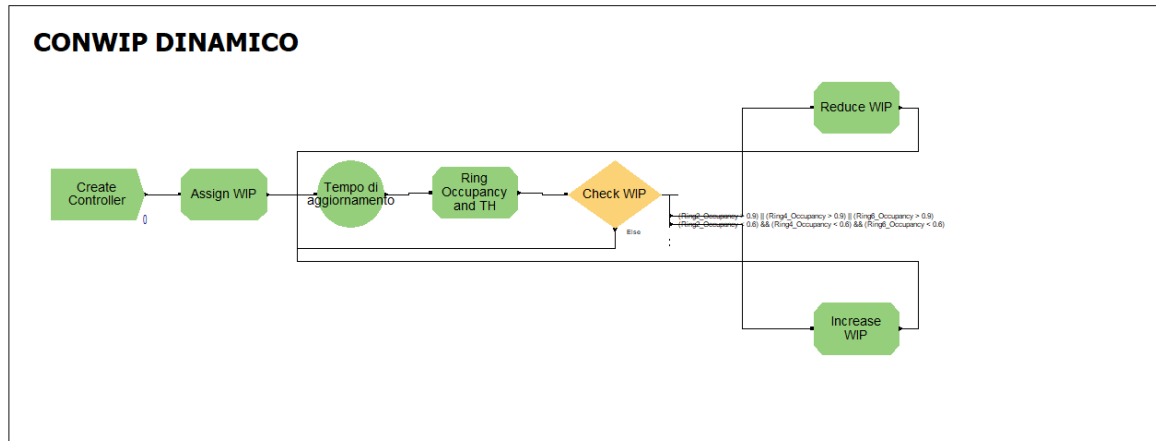 CONWIP DINAMICO
Reduce WIP
Create
Controller
0
Assign WIP
Tempo di
aggiornamento
Ring
Occupancy
and TH
Check WIP
(Ring2_Occupancy > 0.9) || (Ring4_Occupancy > 0.9) || (Ring6_Occupancy > 0.9)
(Ring2_Occupancy < 0.6) && (Ring4_Occupancy < 0.6) && (Ring6_Occupancy < 0.6)
Else
Increase
WIP